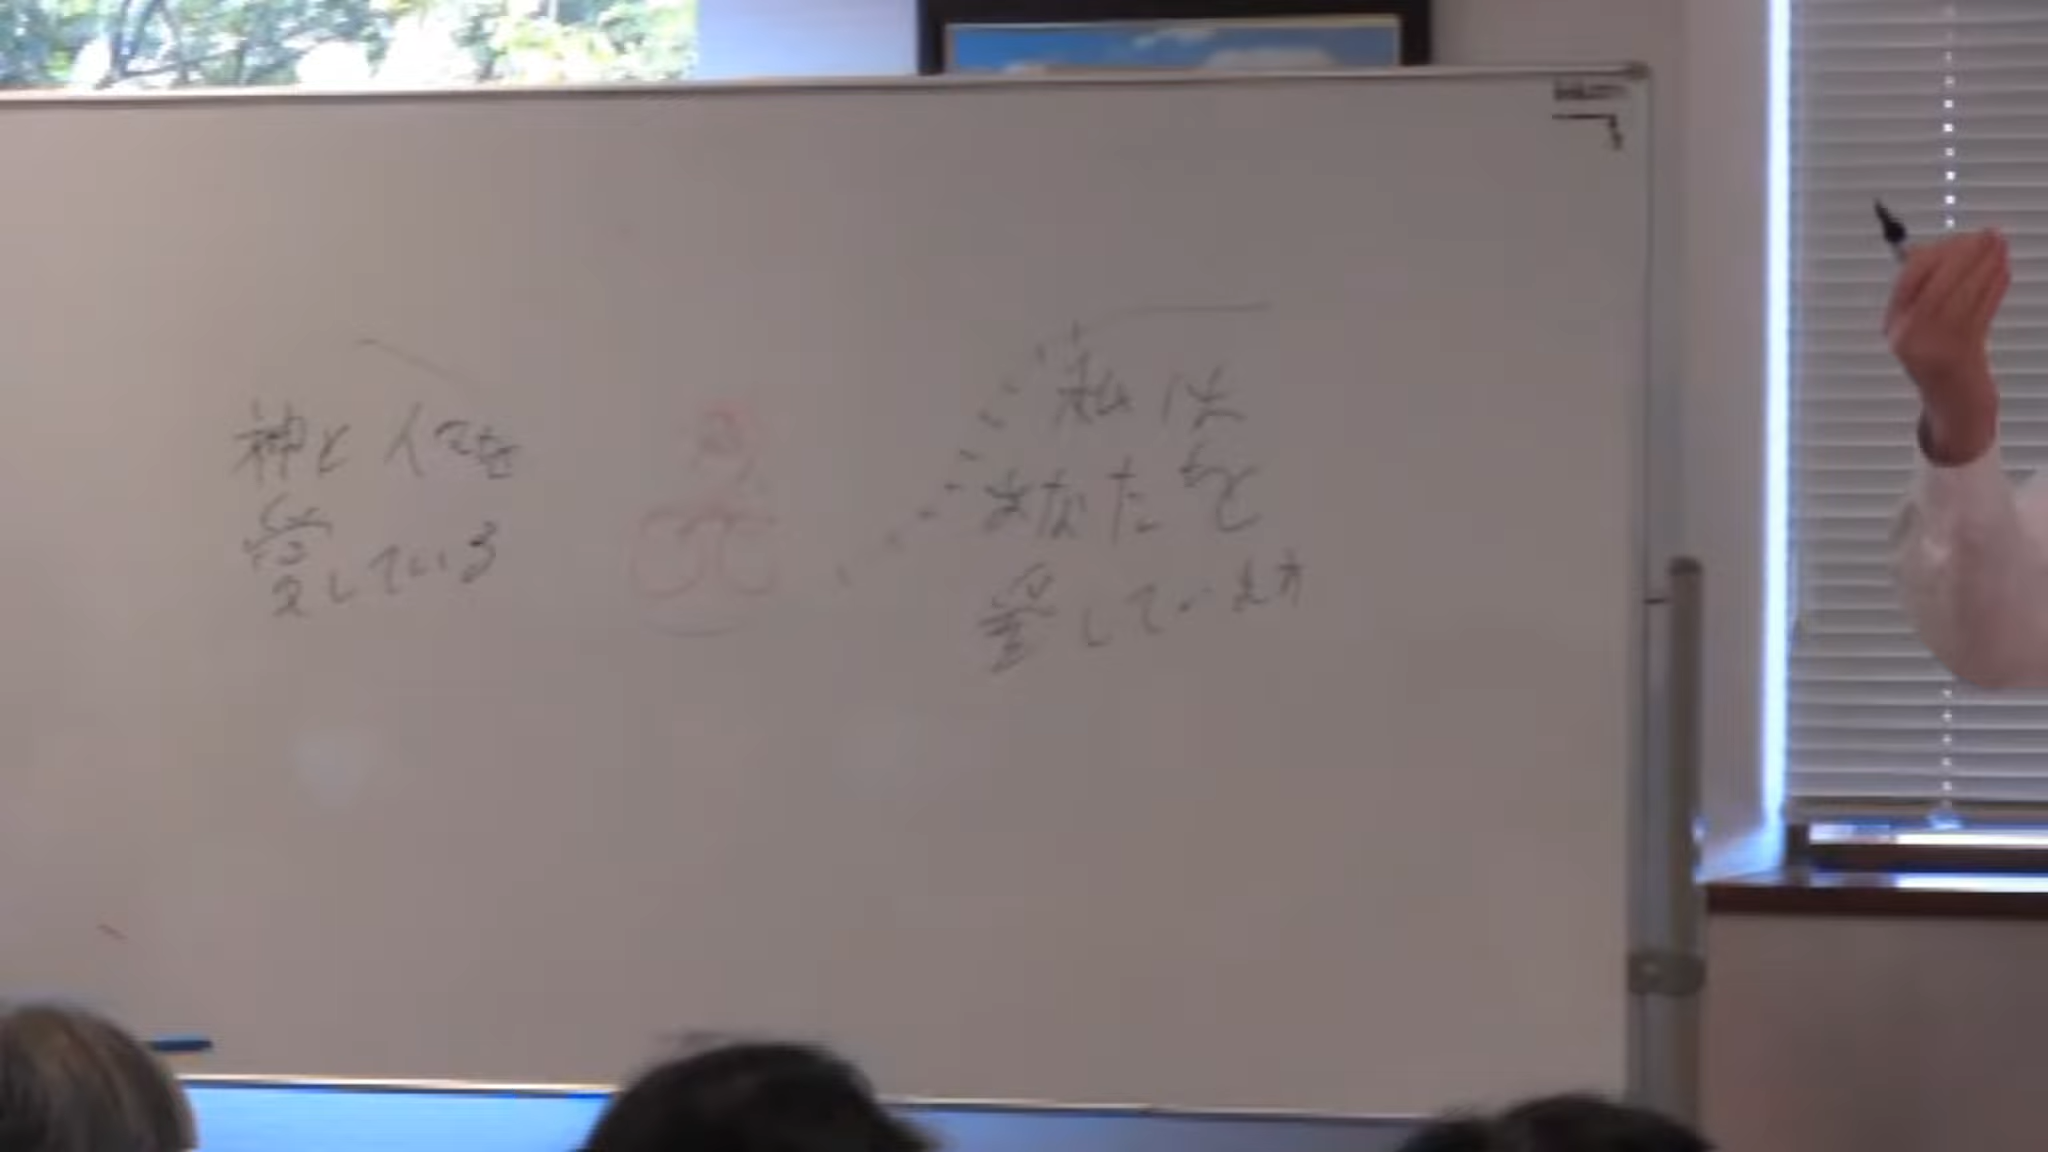 神と人々を
愛している
私は
あなたを
愛しています